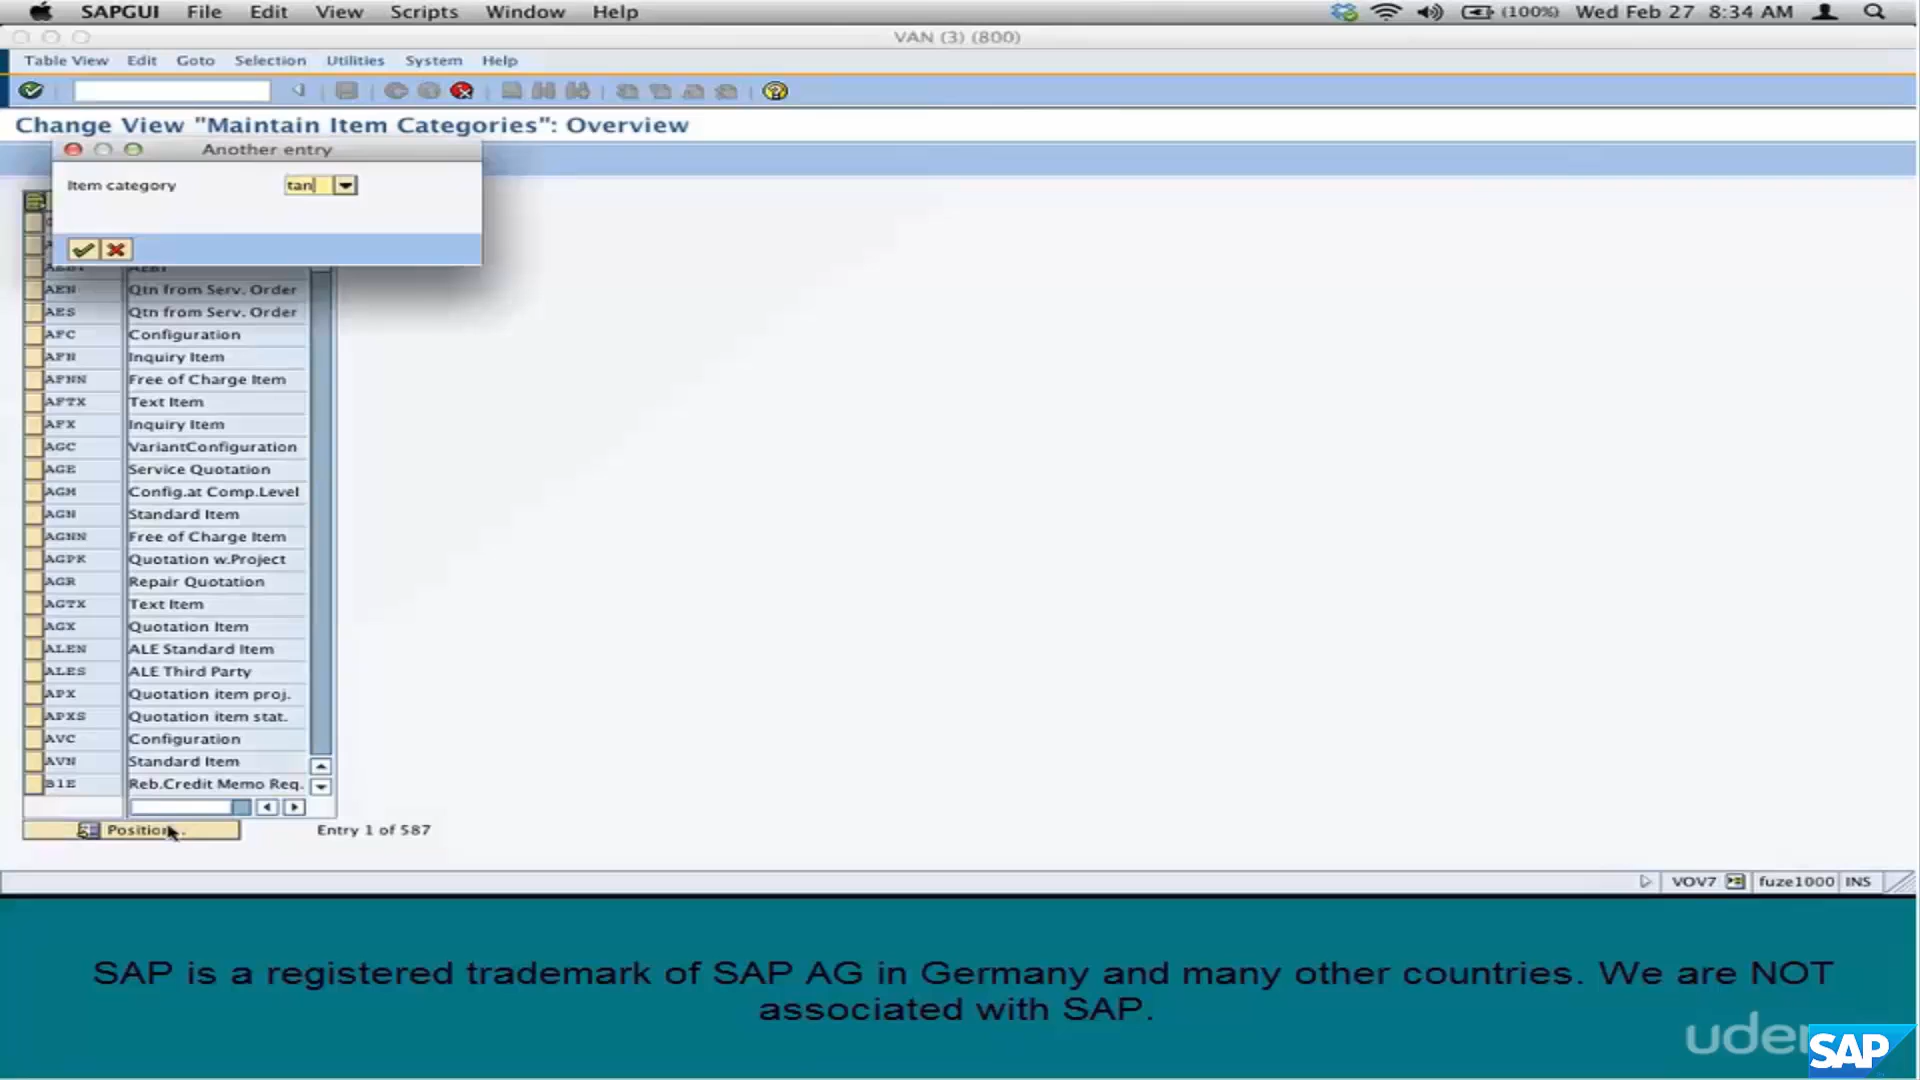 SAPGUI File Edit View Scripts Window Help (100%) Wed Feb 27 8:34 AM
VAN (3) (800)
Table View Edit Goto Selection Utilities System Help
Change View "Maintain Item Categories": Overview
Another entry
Item category tan
AEN Qtn from Serv. Order
AES Qtn from Serv. Order
AFC Configuration
AFN Inquiry Item
AFNN Free of Charge Item
AFTX Text Item
AFX Inquiry Item
AGC VariantConfiguration
AGE Service Quotation
AGM Config.at Comp.Level
AGN Standard Item
AGNN Free of Charge Item
AGPK Quotation w.Project
AGR Repair Quotation
AGTX Text Item
AGX Quotation Item
ALEN ALE Standard Item
ALES ALE Third Party
APX Quotation item proj.
APXS Quotation item stat.
AVC Configuration
AVN Standard Item
B1E Reb.Credit Memo Req.
Position... Entry 1 of 587
VOV7 fuze1000 INS
SAP is a registered trademark of SAP AG in Germany and many other countries. We are NOT
associated with SAP.
SAP